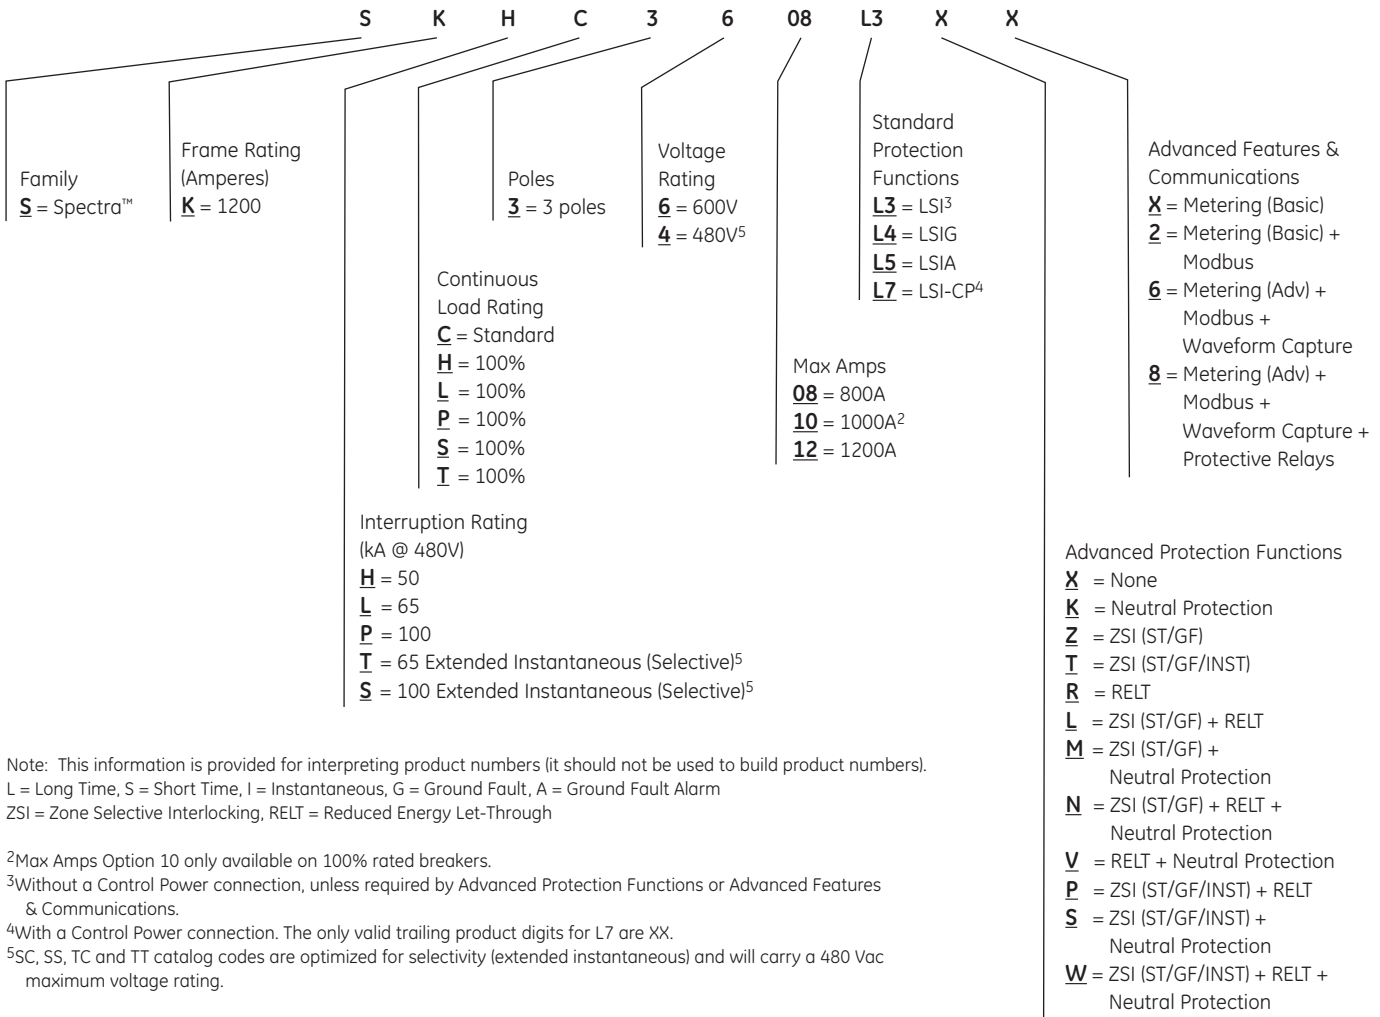 S K H C 3 6 08 L3 X X
Family
S = Spectra™
Frame Rating
(Amperes)
K = 1200
Interruption Rating
(kA @ 480V)
H = 50
L = 65
P = 100
T = 65 Extended Instantaneous (Selective)5
S = 100 Extended Instantaneous (Selective)5
Continuous
Load Rating
C = Standard
H = 100%
L = 100%
P = 100%
S = 100%
T = 100%
Poles
3 = 3 poles
Voltage
Rating
6 = 600V
4 = 480V5
Max Amps
08 = 800A
10 = 1000A2
12 = 1200A
Standard
Protection
Functions
L3 = LSI3
L4 = LSIG
L5 = LSIA
L7 = LSI-CP4
Advanced Features &
Communications
X = Metering (Basic)
2 = Metering (Basic) +
Modbus
6 = Metering (Adv) +
Modbus +
Waveform Capture
8 = Metering (Adv) +
Modbus +
Waveform Capture +
Protective Relays
Advanced Protection Functions
X = None
K = Neutral Protection
Z = ZSI (ST/GF)
T = ZSI (ST/GF/INST)
R = RELT
L = ZSI (ST/GF) + RELT
M = ZSI (ST/GF) +
Neutral Protection
N = ZSI (ST/GF) + RELT +
Neutral Protection
V = RELT + Neutral Protection
P = ZSI (ST/GF/INST) + RELT
S = ZSI (ST/GF/INST) +
Neutral Protection
W = ZSI (ST/GF/INST) + RELT +
Neutral Protection
Note: This information is provided for interpreting product numbers (it should not be used to build product numbers).
L = Long Time, S = Short Time, I = Instantaneous, G = Ground Fault, A = Ground Fault Alarm
ZSI = Zone Selective Interlocking, RELT = Reduced Energy Let-Through
2Max Amps Option 10 only available on 100% rated breakers.
3Without a Control Power connection, unless required by Advanced Protection Functions or Advanced Features
& Communications.
4With a Control Power connection. The only valid trailing product digits for L7 are XX.
5SC, SS, TC and TT catalog codes are optimized for selectivity (extended instantaneous) and will carry a 480 Vac
maximum voltage rating.